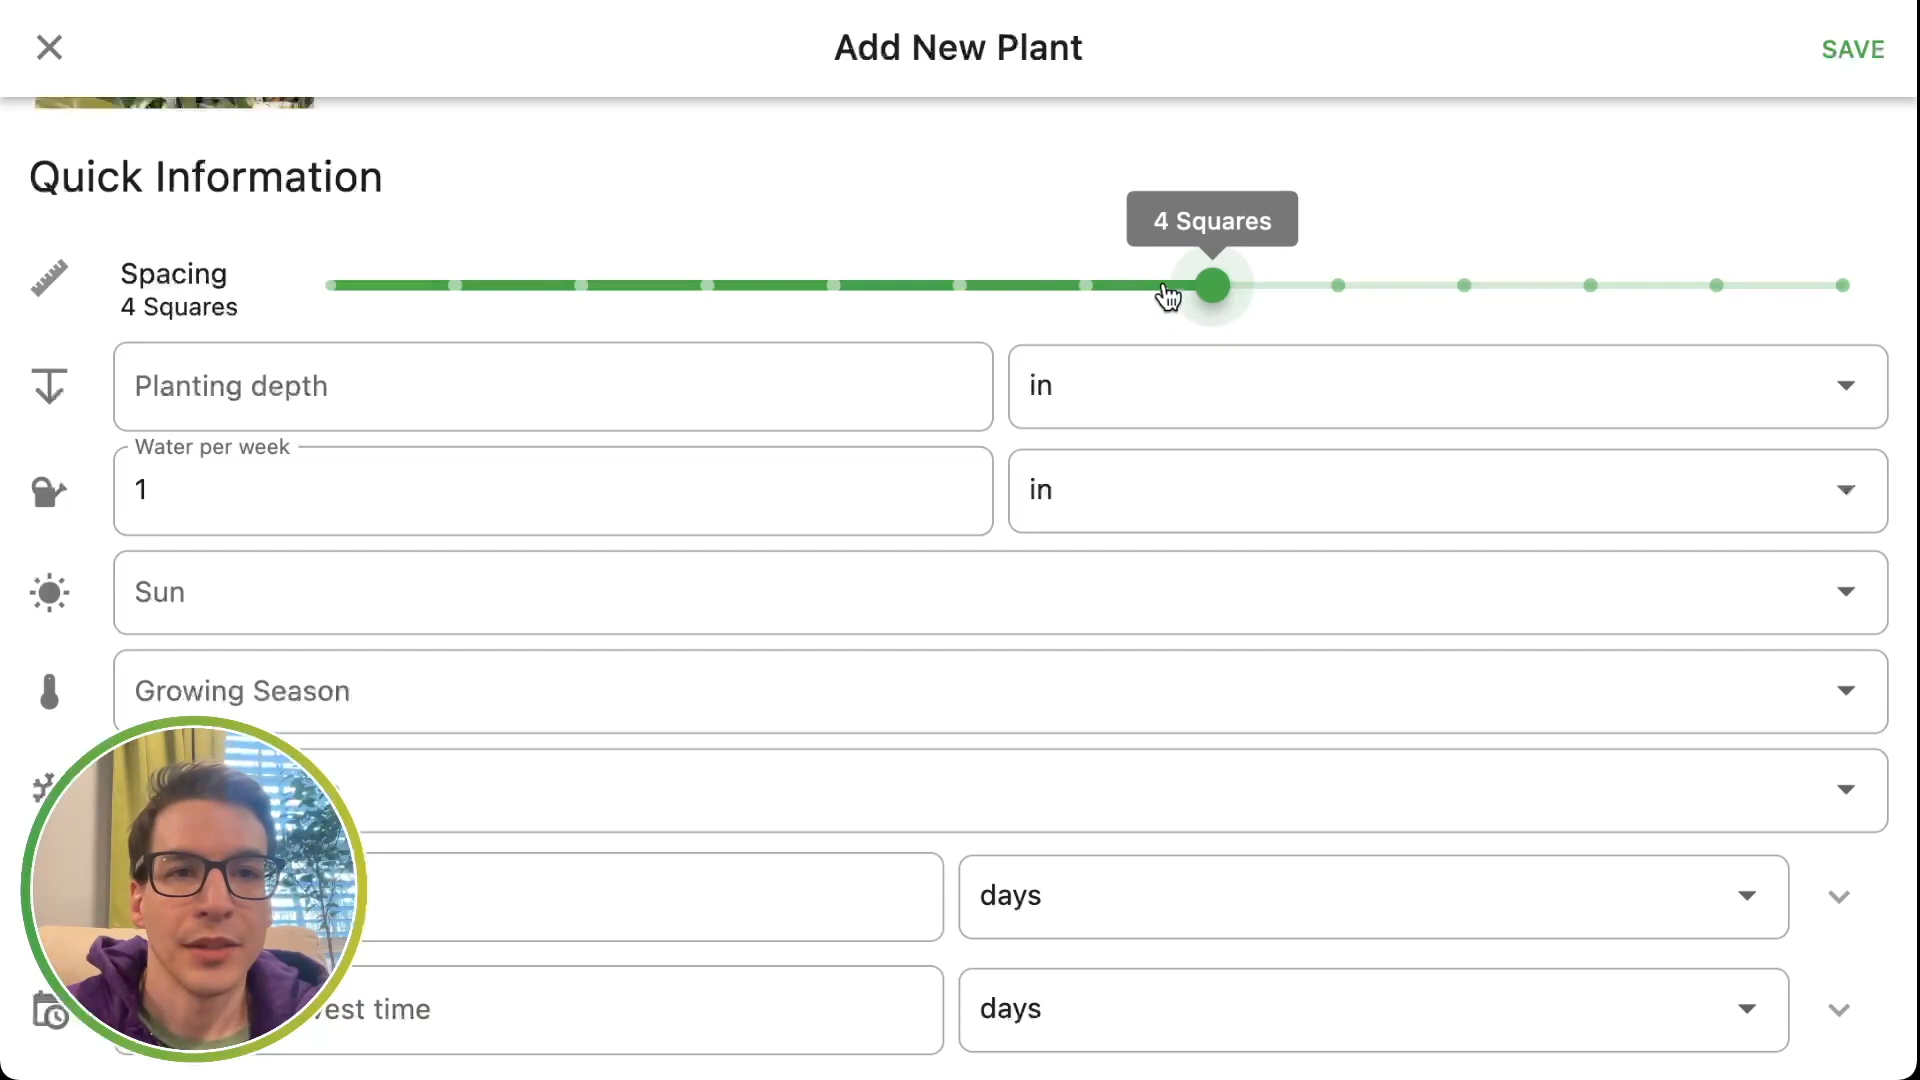 Add New Plant
SAVE
Quick Information
4 Squares
Spacing
4 Squares
Planting depth
in
Water per week
1
in
Sun
Growing Season
days
vest time
days